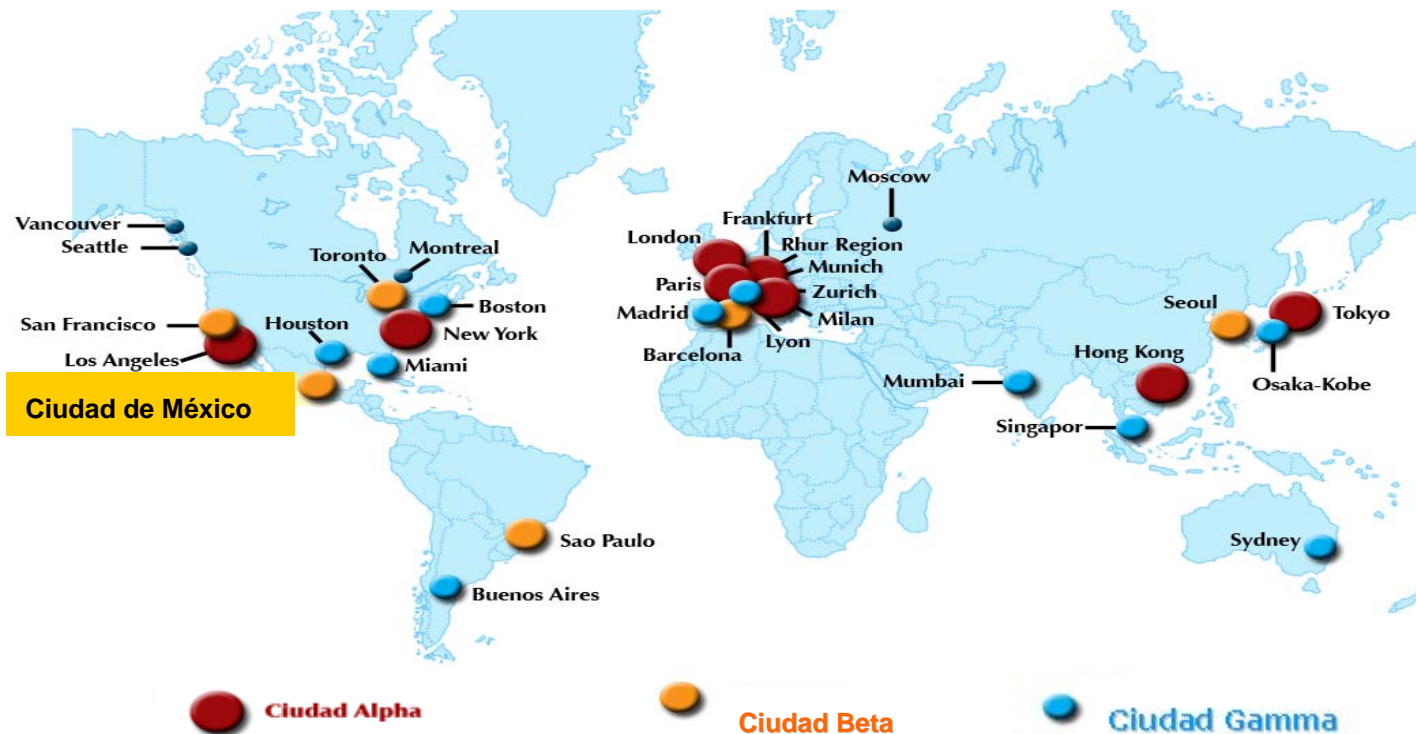 Moscow
Vancouver
Seattle
Toronto
Montreal
London
Frankfurt
Rhur Region
Munich
Paris
Zurich
Madrid
Milan
Barcelona
Lyon
Boston
San Francisco
Houston
New York
Los Angeles
Miami
Seoul
Tokyo
Hong Kong
Osaka-Kobe
Mumbai
Singapor
Ciudad de México
Sao Paulo
Sydney
Buenos Aires
Ciudad Alpha
Ciudad Beta
Ciudad Gamma